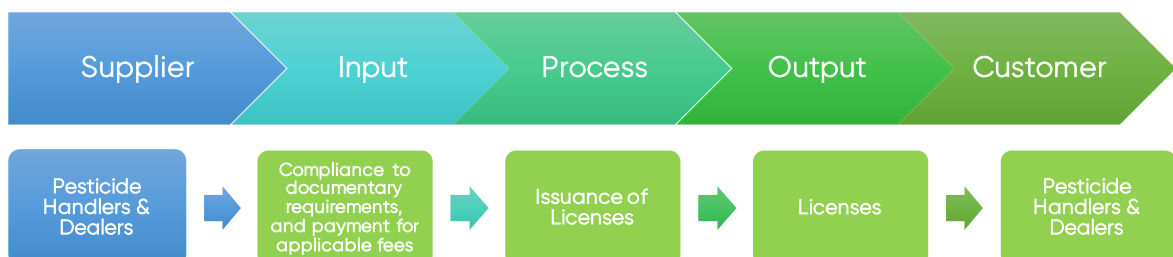 Supplier
Input
Process
Output
Customer
Pesticide
Handlers &
Dealers
Compliance to
documentary
requirements,
and payment for
applicable fees
Issuance of
Licenses
Licenses
Pesticide
Handlers &
Dealers